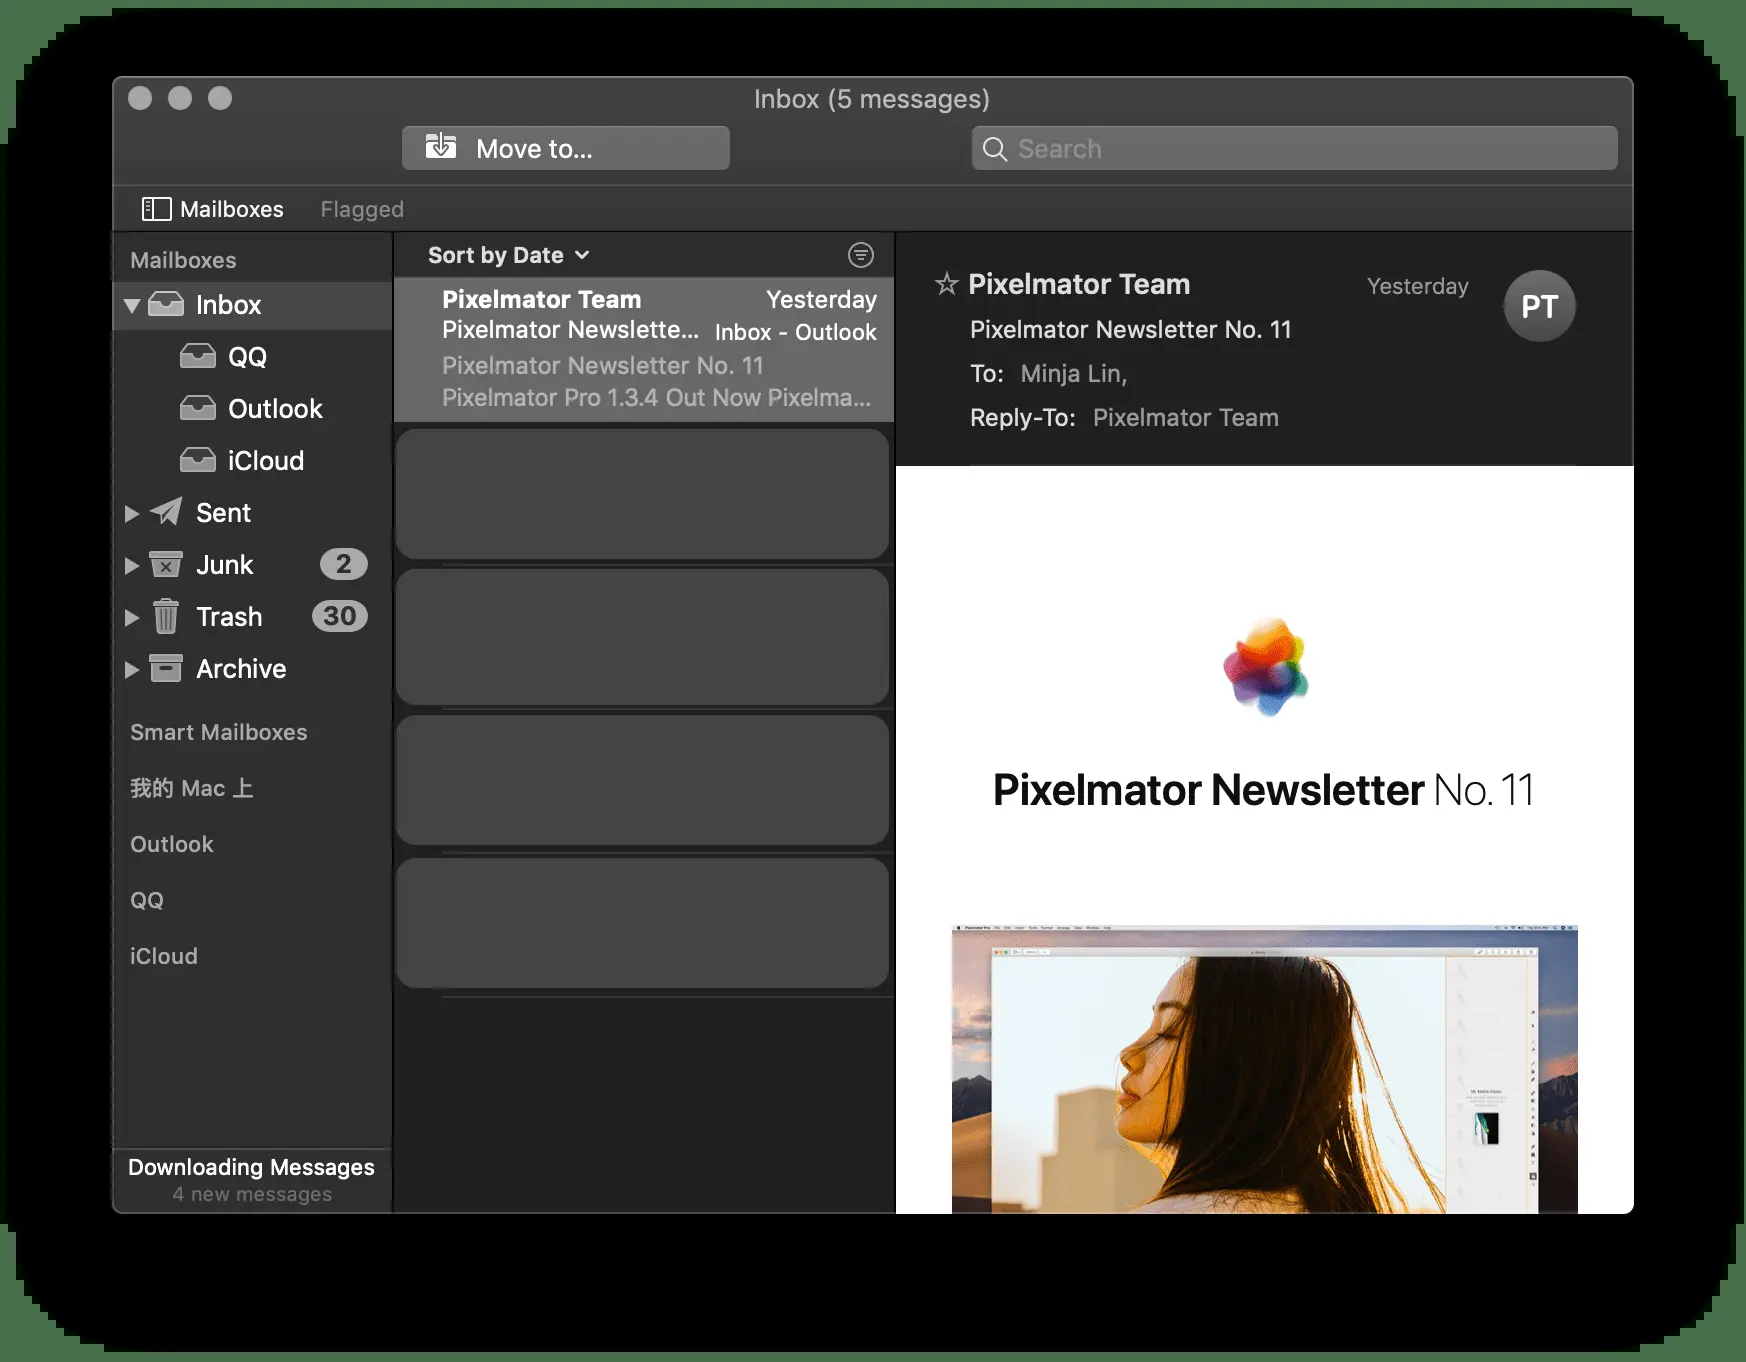 Inbox (5 messages)
Move to...
Search
Mailboxes
Flagged
Mailboxes
Inbox
QQ
Outlook
iCloud
Sent
Junk 2
Trash 30
Archive
Smart Mailboxes
我的 Mac 上
Outlook
QQ
iCloud
Downloading Messages
4 new messages
Sort by Date
Pixelmator Team Yesterday
Pixelmator Newslette... Inbox - Outlook
Pixelmator Newsletter No. 11
Pixelmator Pro 1.3.4 Out Now Pixelma...
Pixelmator Team Yesterday
PT
Pixelmator Newsletter No. 11
To: Minja Lin,
Reply-To: Pixelmator Team
Pixelmator Newsletter No. 11